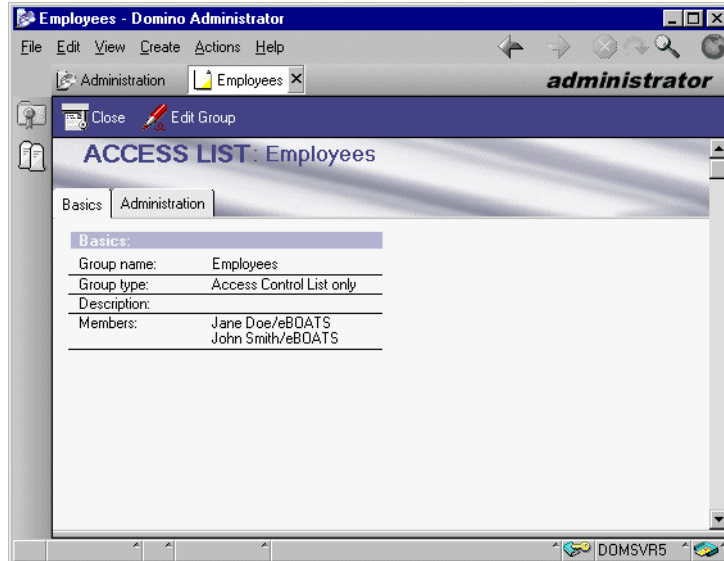 Employees - Domino Administrator
File Edit View Create Actions Help
Administration Employees administrator
Close Edit Group
ACCESS LIST: Employees
Basics Administration
Basics:
Group name: Employees
Group type: Access Control List only
Description:
Members: Jane Doe/eBOATS
John Smith/eBOATS
DOMSVR5